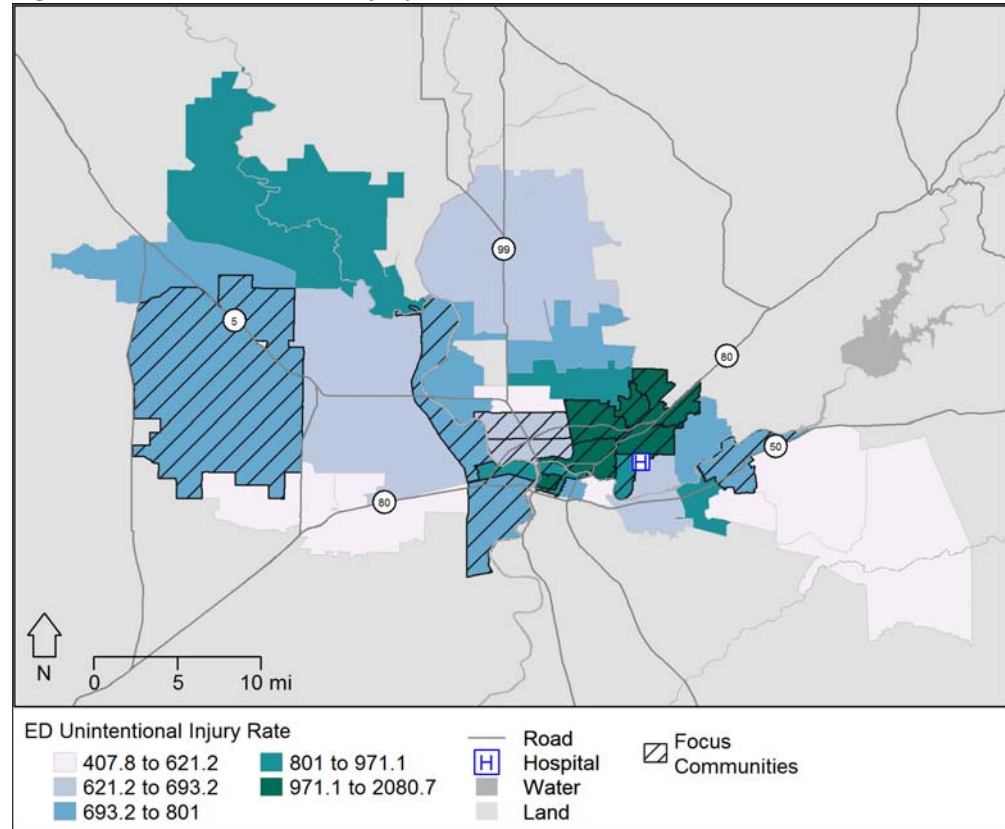 99
5
80
50
80
N
0 5 10 mi
ED Unintentional Injury Rate
407.8 to 621.2
621.2 to 693.2
693.2 to 801
801 to 971.1
971.1 to 2080.7
Road
H Hospital
Water
Land
Focus
Communities
H